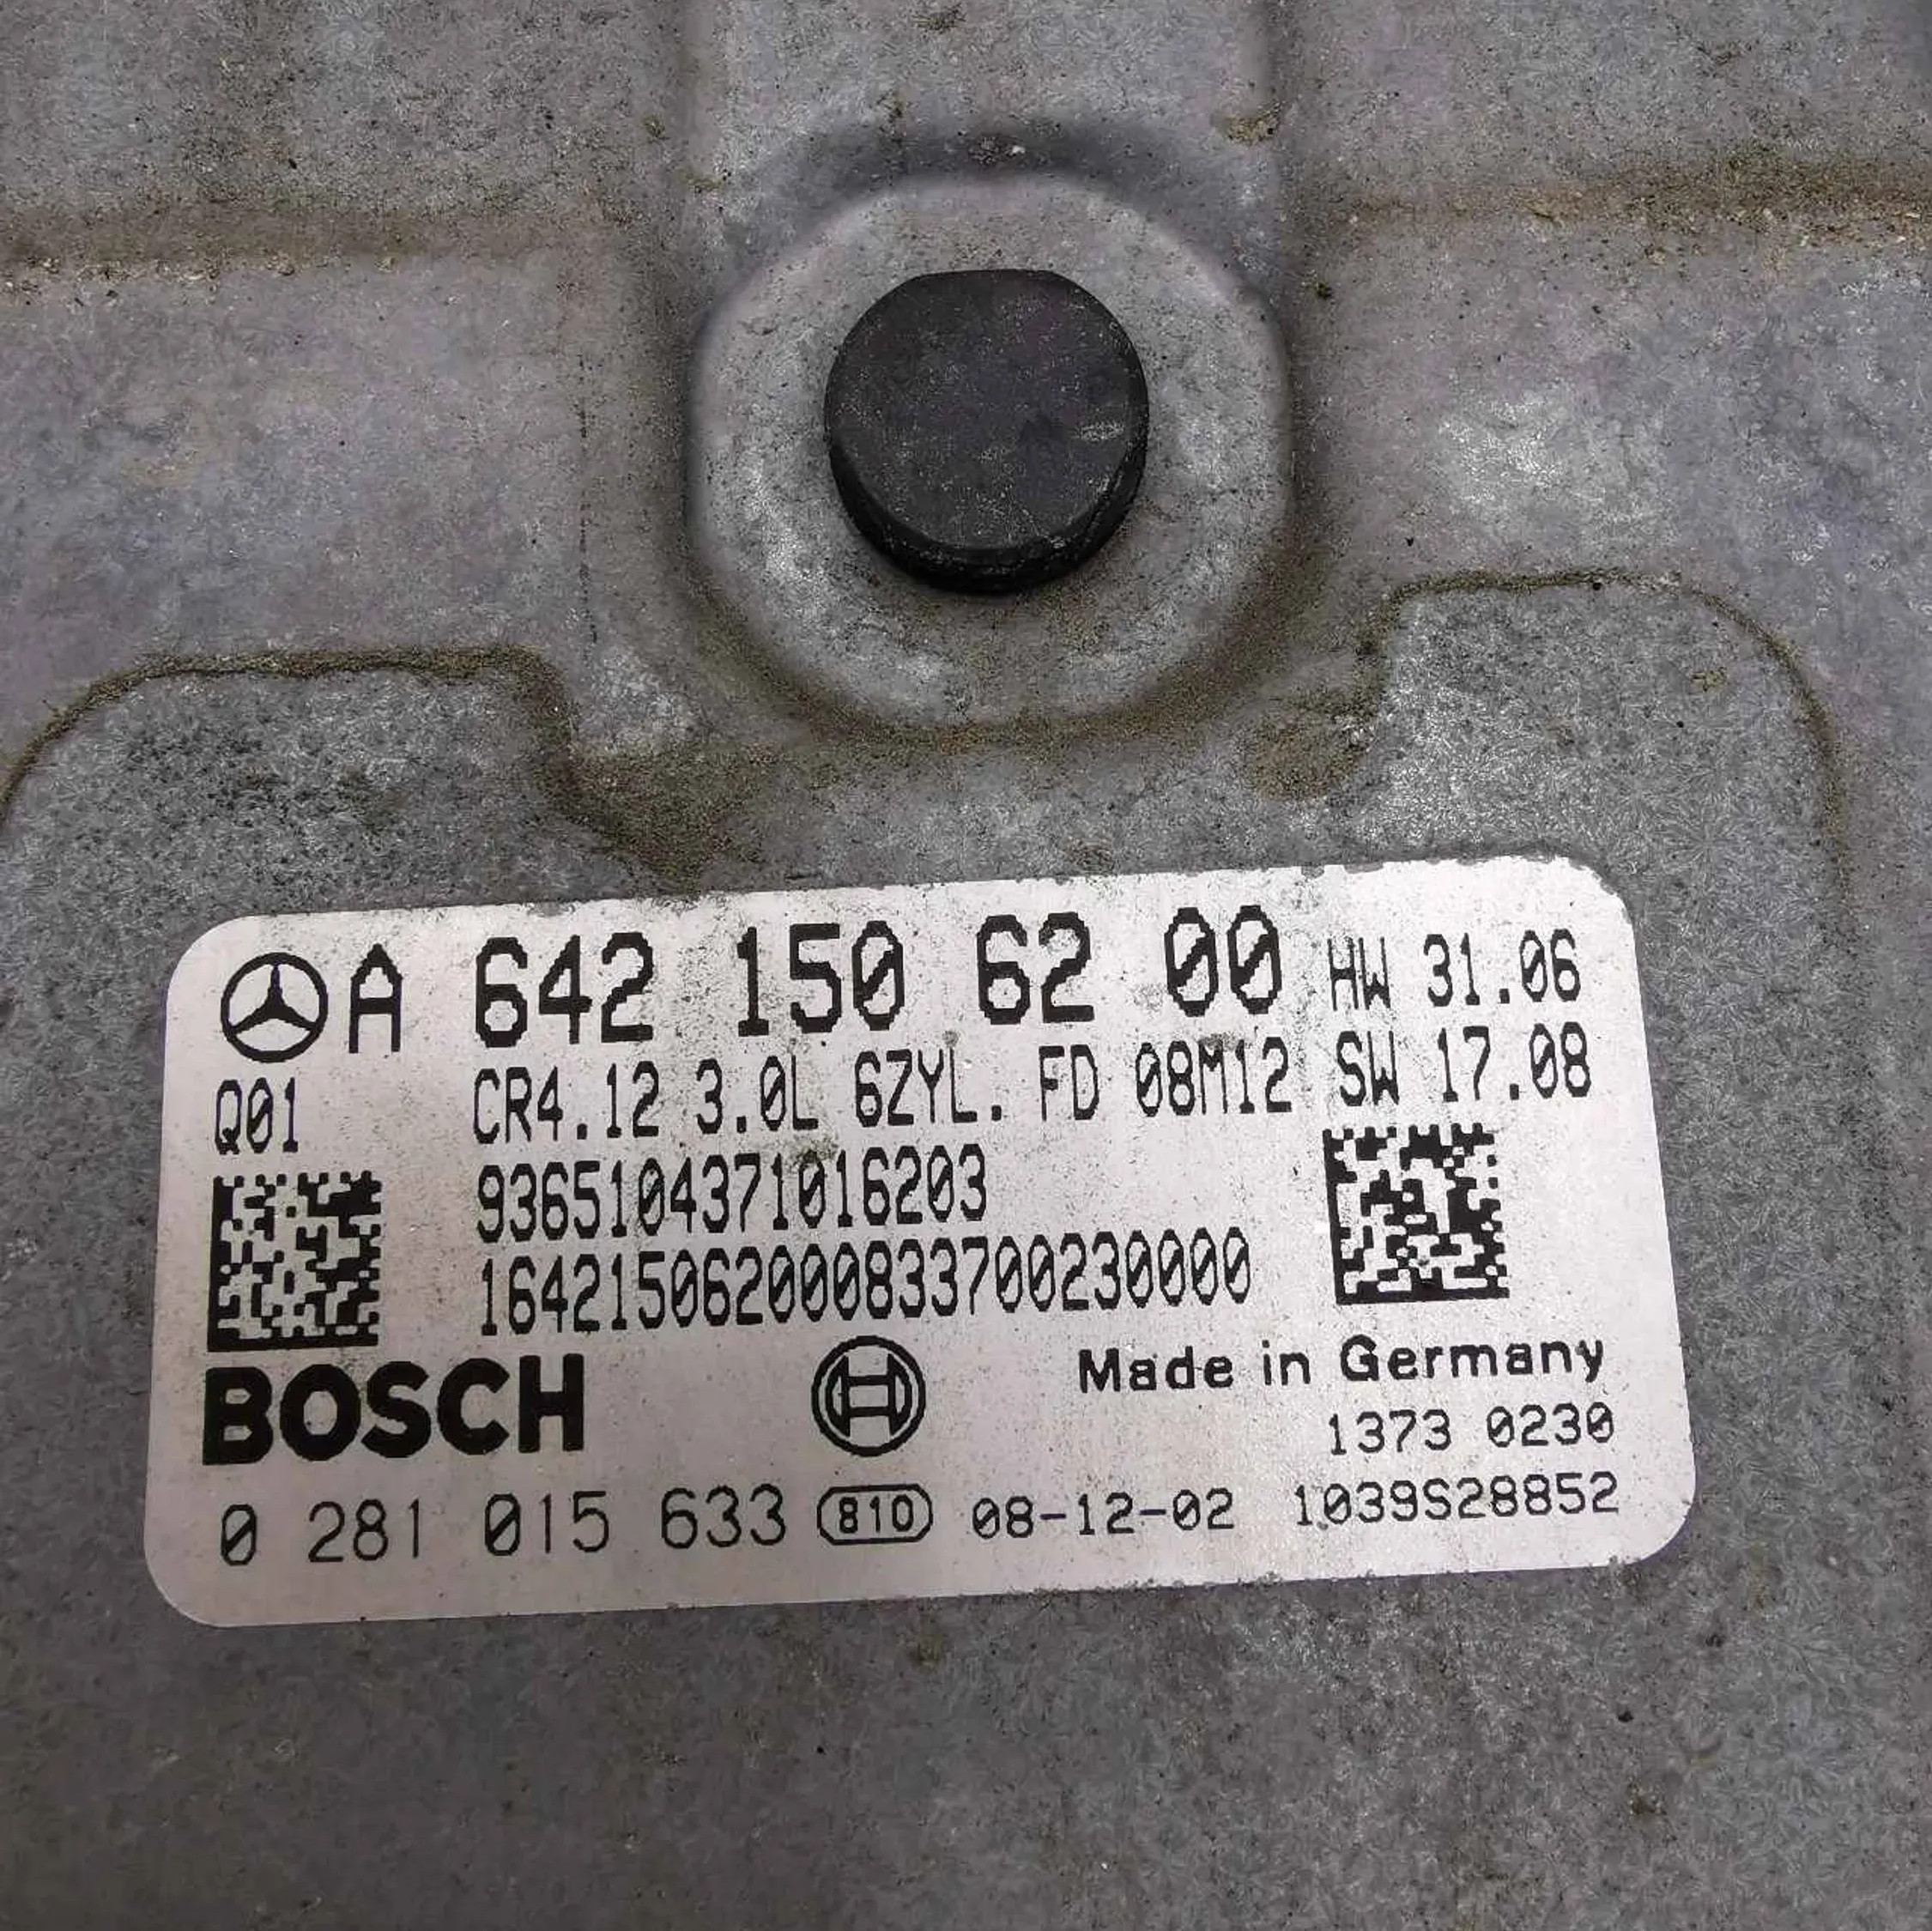 A 642 150 62 00 HW 31.06
Q01 CR4.12 3.0L 6ZYL. FD 08M12 SW 17.08
9365104371016203
164215062000833700230000
BOSCH
Made in Germany
1373 0230
0 281 015 633 810 08-12-02 1039S28852